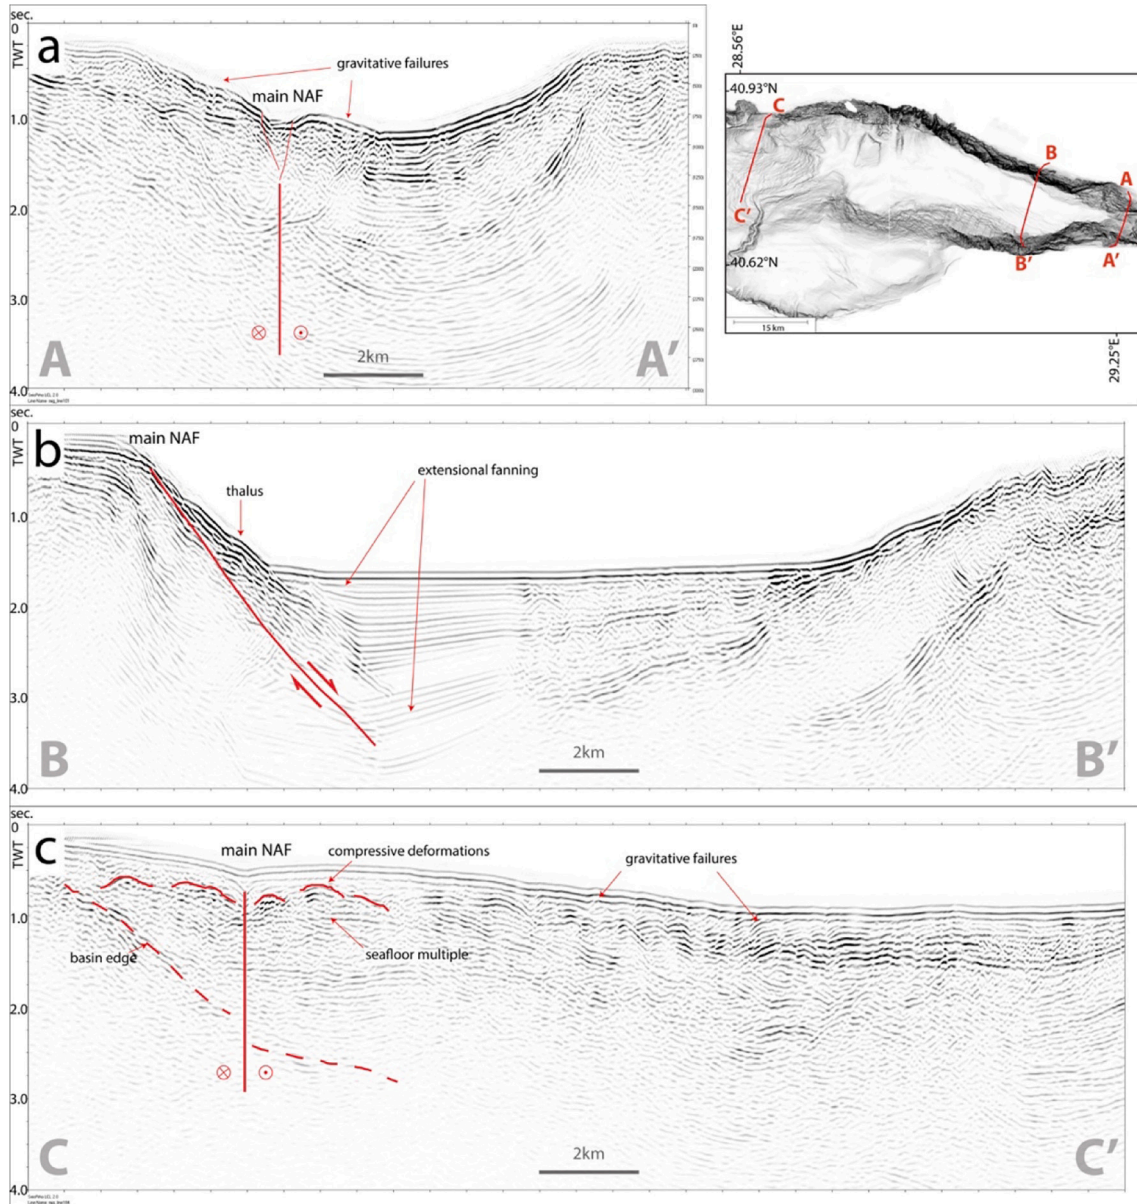 sec.
0
TWT
a
gravitative failures
main NAF
1.0
2.0
3.0
4.0
2km
A
A′
28.56°E
40.93°N
C
B
A
C′
B′
A′
40.62°N
15 km
29.25°E
sec.
0
TWT
b
main NAF
extensional fanning
thalus
1.0
2.0
3.0
4.0
2km
B
B′
sec.
0
TWT
c
main NAF
compressive deformations
gravitative failures
1.0
basin edge
seafloor multiple
2.0
3.0
4.0
2km
C
C′